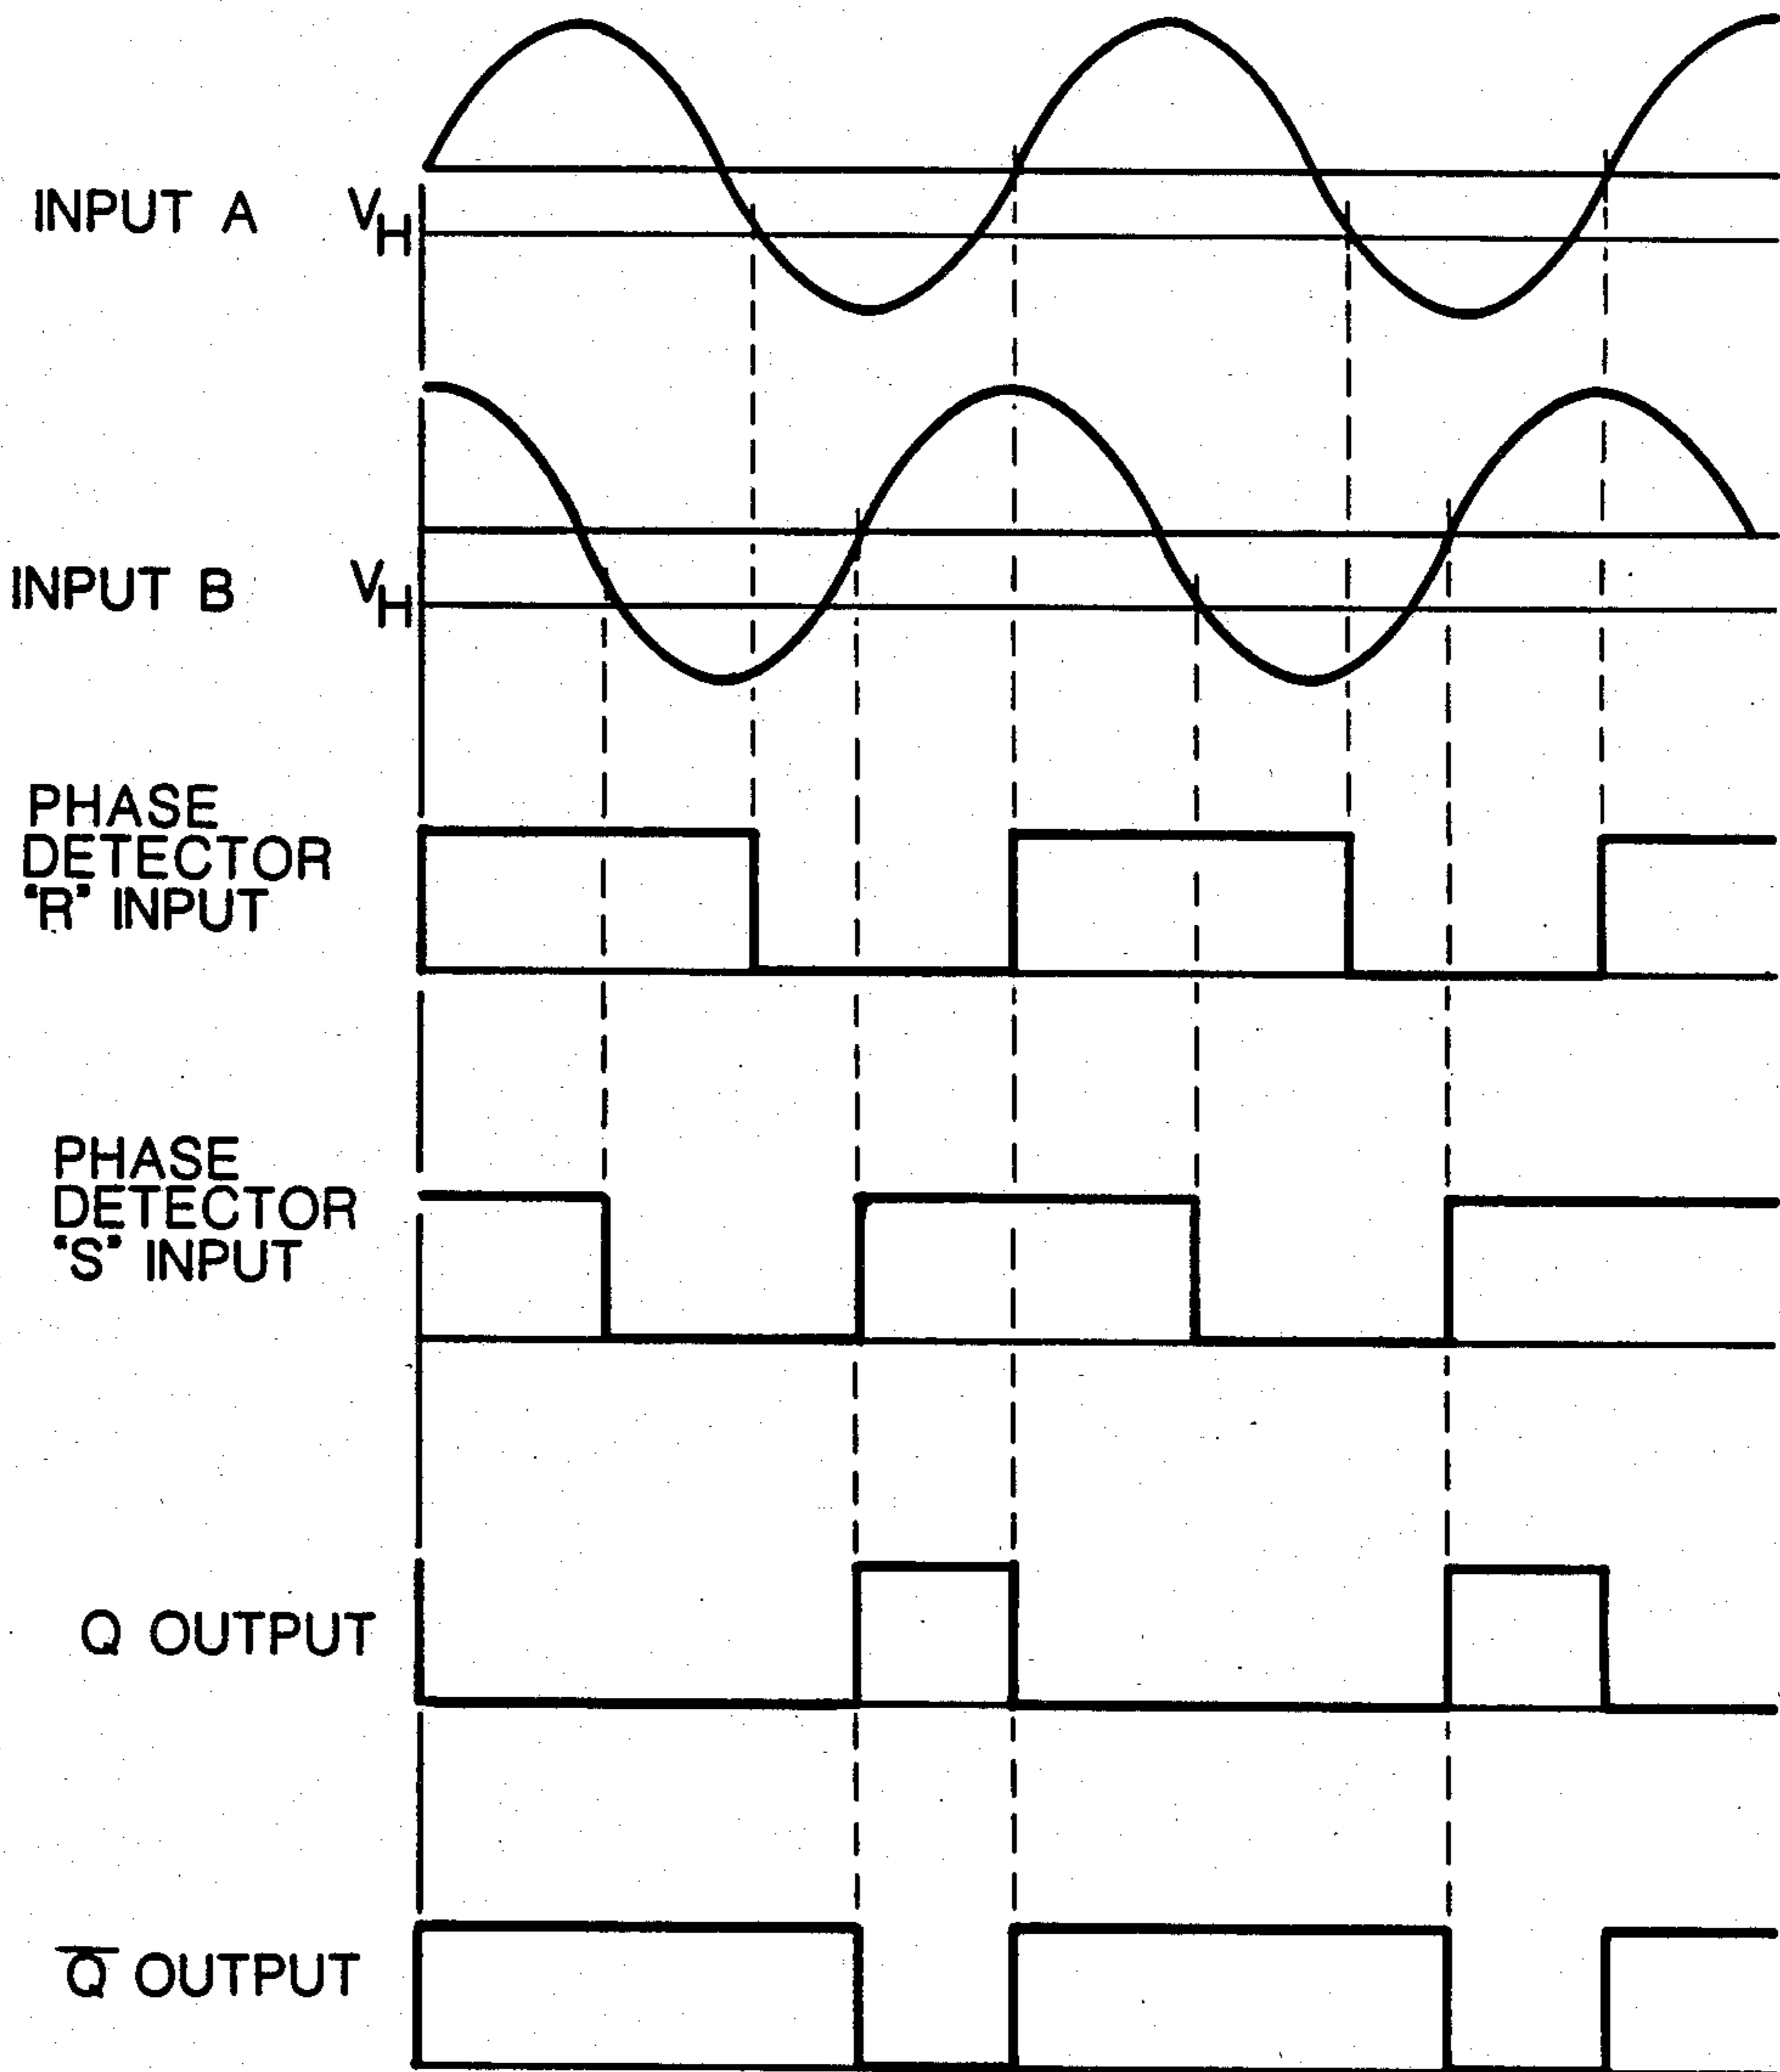 INPUT A
VH
INPUT B
VH
PHASE
DETECTOR
"R" INPUT
PHASE
DETECTOR
"S" INPUT
Q OUTPUT
Q̅ OUTPUT